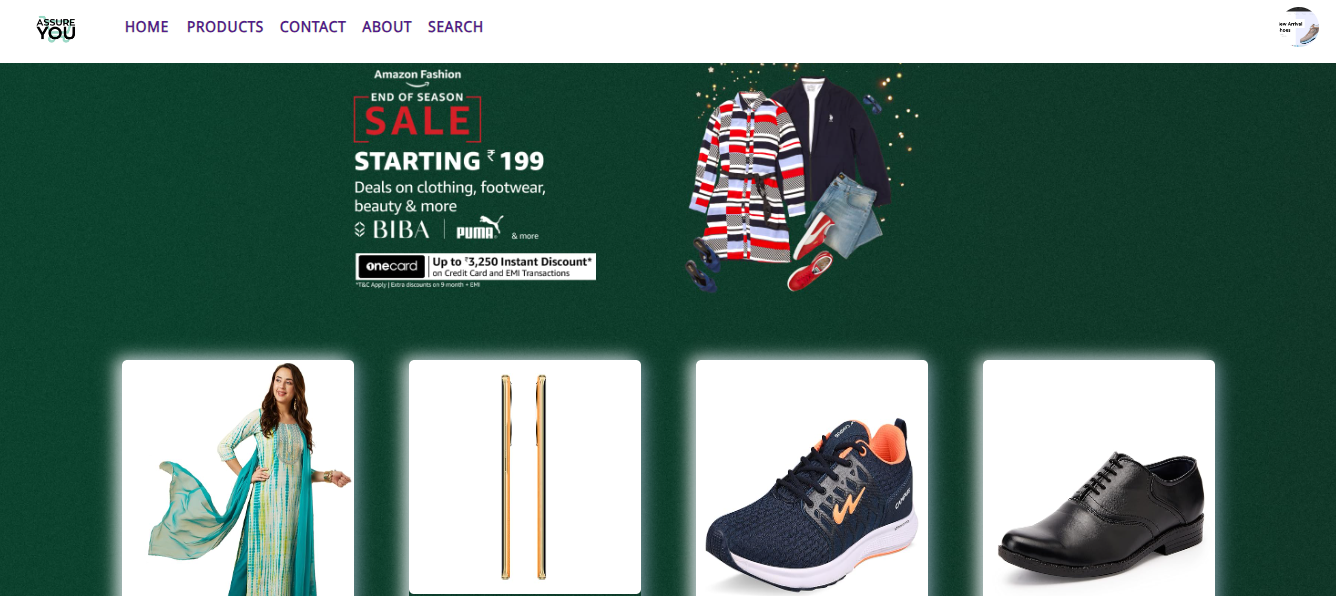 ASSURE
YOU
HOME PRODUCTS CONTACT ABOUT SEARCH
Arrival
Amazon Fashion
END OF SEASON
SALE
STARTING ₹199
Deals on clothing, footwear,
beauty & more
BIBA | PUMA & more
onecard | Up to ₹3,250 Instant Discount*
on Credit Card and EMI Transactions
*T&C Apply | Extra discounts on 9 month + EMI
CAMPUS